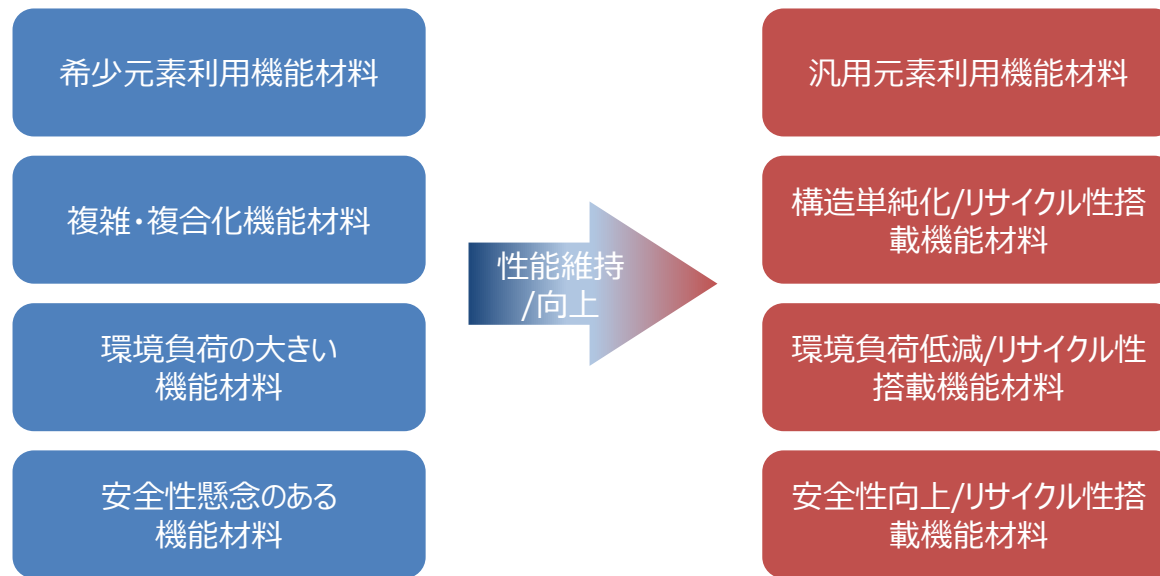 希少元素利用機能材料
複雑・複合化機能材料
環境負荷の大きい
機能材料
安全性懸念のある
機能材料
性能維持
/向上
汎用元素利用機能材料
構造単純化/リサイクル性搭
載機能材料
環境負荷低減/リサイクル性
搭載機能材料
安全性向上/リサイクル性搭
載機能材料